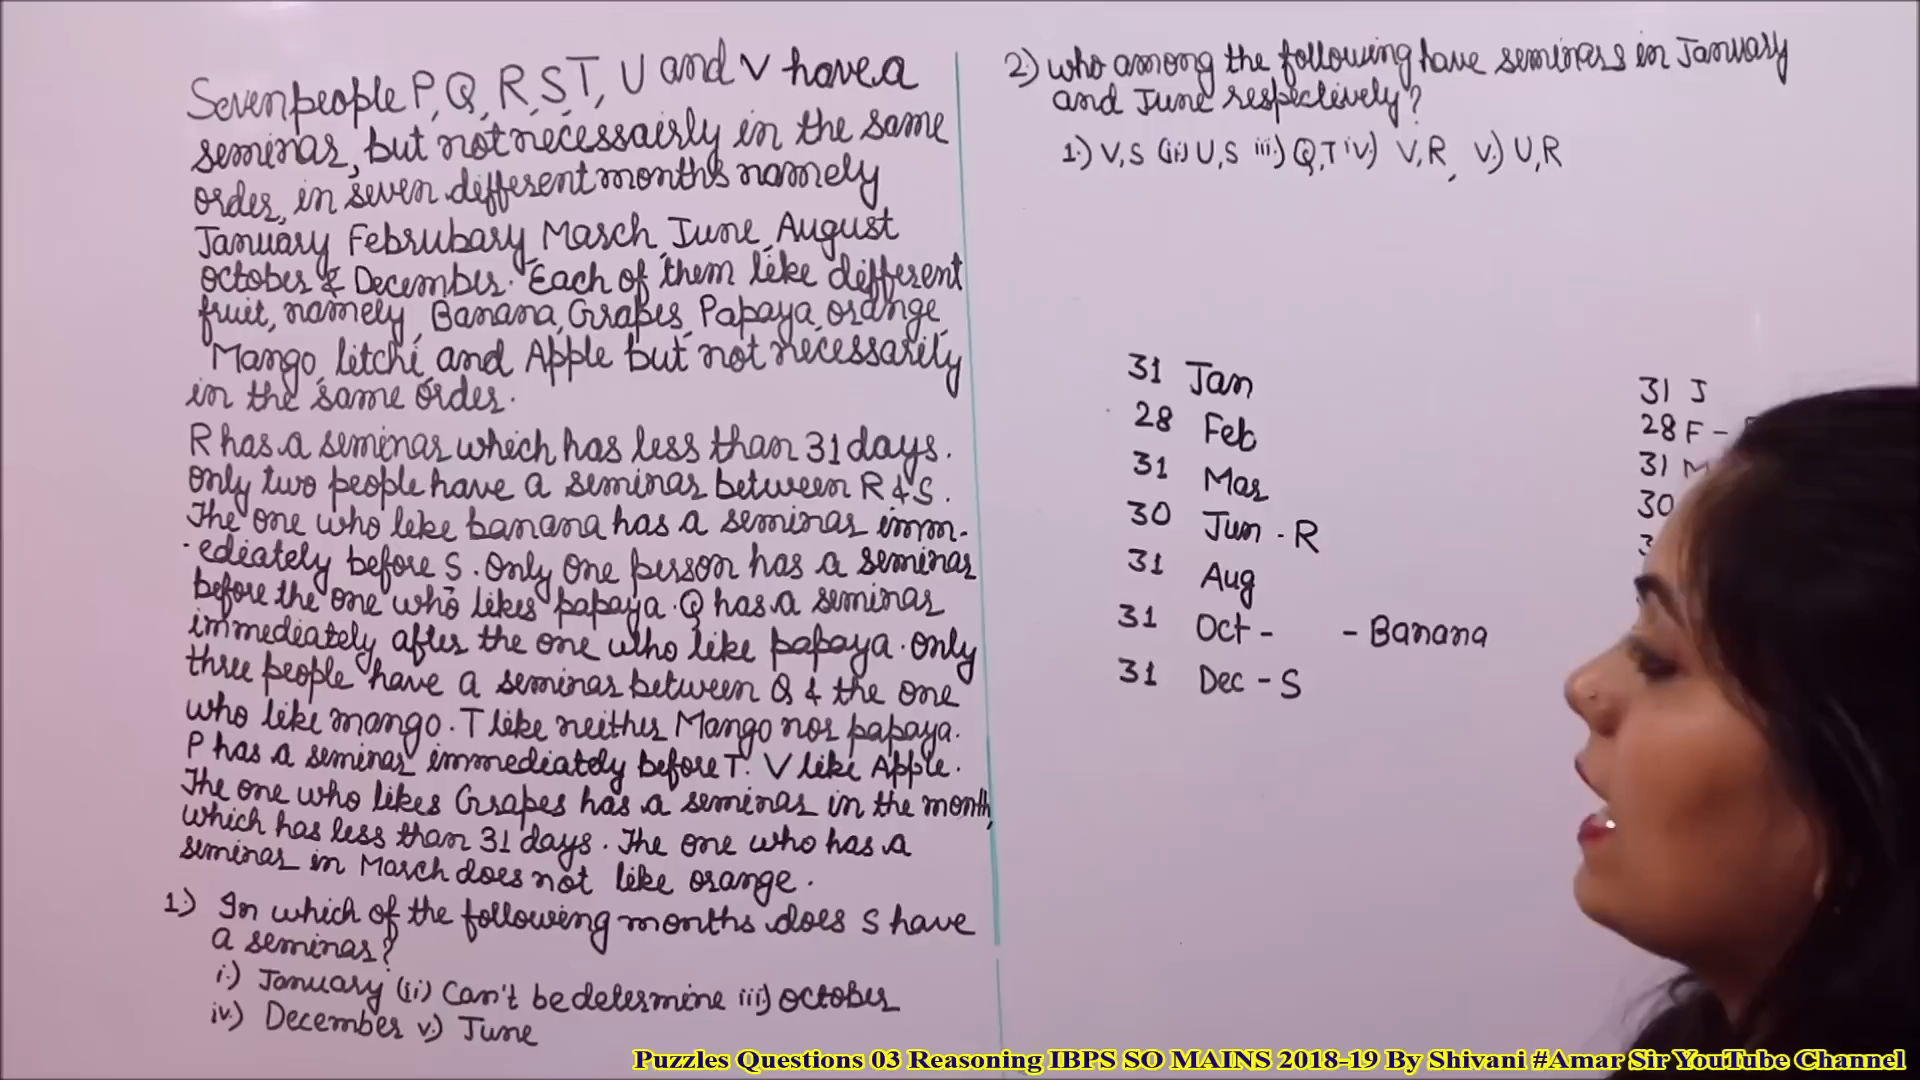 Seven people P, Q, R, S T, U and V have a
seminar, but not necessairly in the same
order, in seven different months namely
January Februbary, March, June, August
October & December. Each of them like different
fruit, namely, Banana, Grapes, Papaya, orange,
Mango, litchi, and Apple but not necessarily
in the same order.
R has a seminar which has less than 31 days.
only two people have a seminar between R & S.
The one who like banana has a seminar imm-
ediately before S. Only one person has a seminar
before the one who likes papaya. Q has a seminar
immediately after the one who like papaya. only
three people have a seminar between Q & the one
who like mango. T like neither Mango nor papaya.
P has a seminar immediately before T. V like Apple.
The one who likes Grapes has a seminar in the month,
which has less than 31 days. The one who has a
seminar in March does not like orange.
1.) In which of the following months does S have
a seminar?
i.) January (ii) Can't be determine iii) October
iv.) December v.) June
2.) who among the following have seminars in January
and June respectively?
1.) V,S (ii) U,S iii.) Q,T iv.) V,R, v.) U,R
31 Jan
28 Feb
31 Mar
30 Jun - R
31 Aug
31 Oct - - Banana
31 Dec - S
31 J
28 F -
31 M
30
Puzzles Questions 03 Reasoning IBPS SO MAINS 2018-19 By Shivani #Amar Sir YouTube Channel